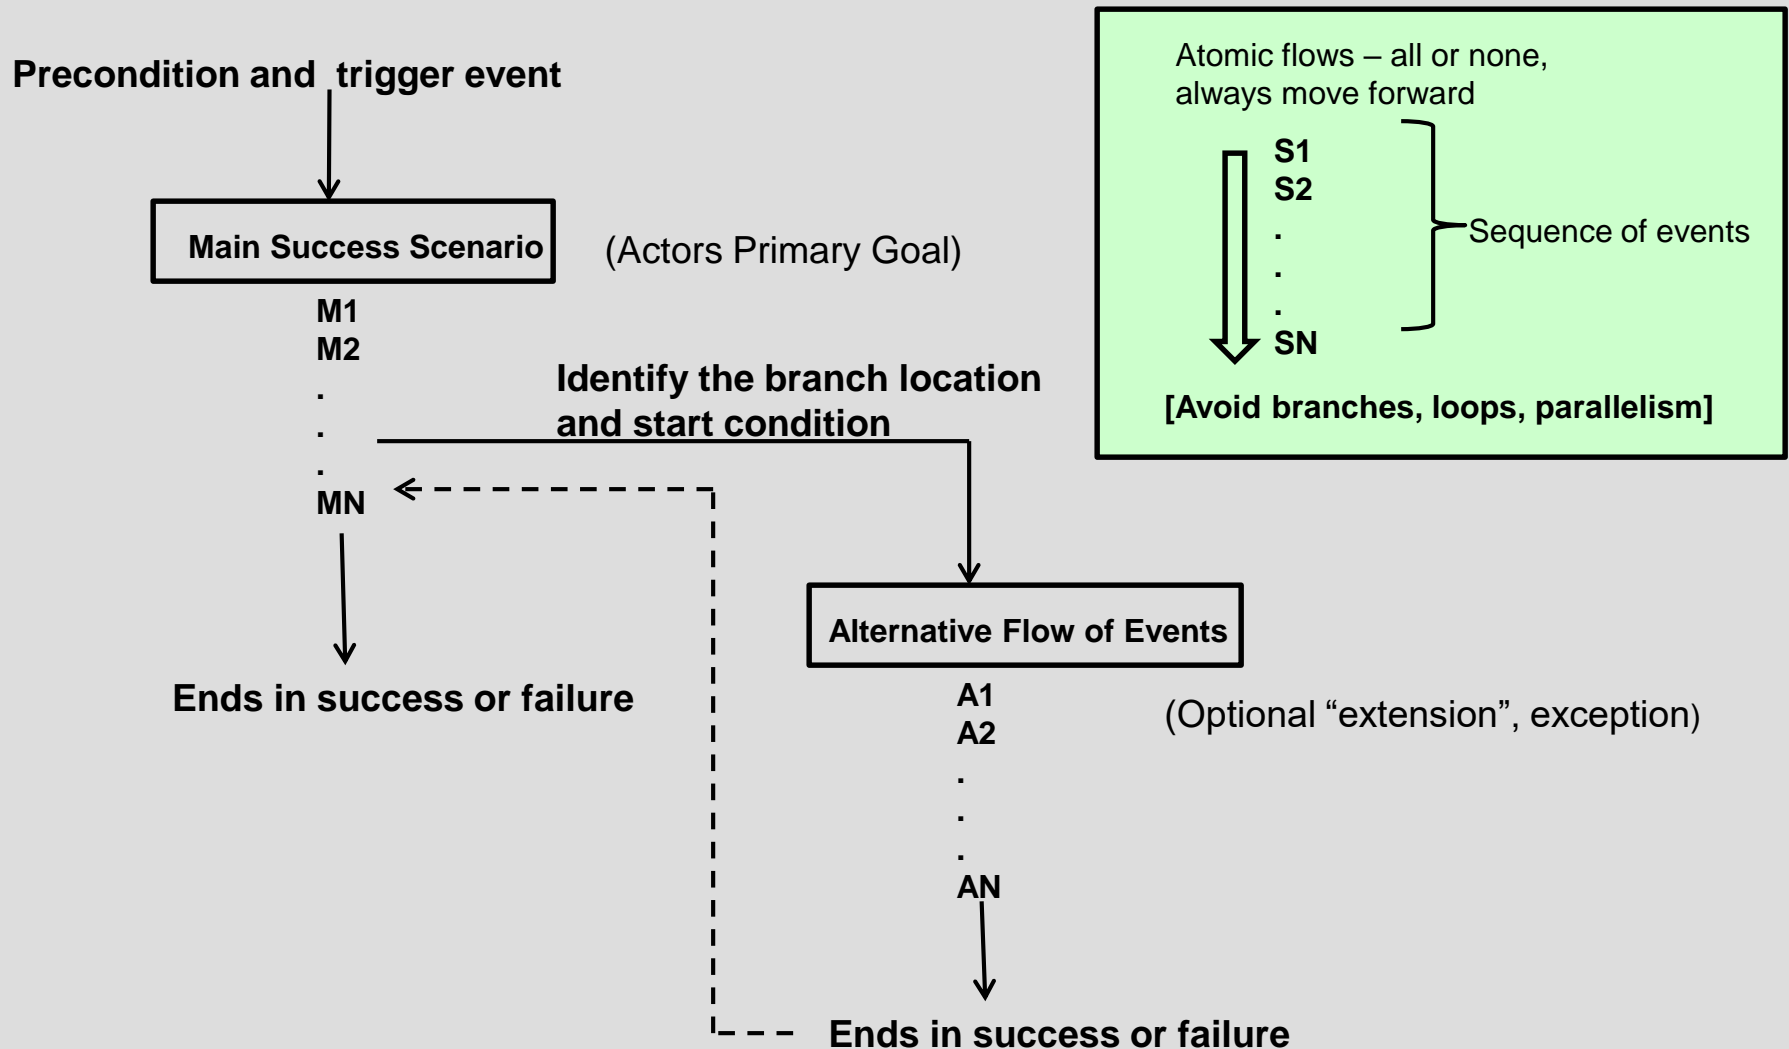 Precondition and trigger event
Main Success Scenario
(Actors Primary Goal)
M1
M2
.
.
.
MN
Identify the branch location
and start condition
Ends in success or failure
Alternative Flow of Events
(Optional “extension”, exception)
A1
A2
.
.
.
AN
Ends in success or failure
Atomic flows – all or none,
always move forward
S1
S2
.
.
.
SN
Sequence of events
[Avoid branches, loops, parallelism]